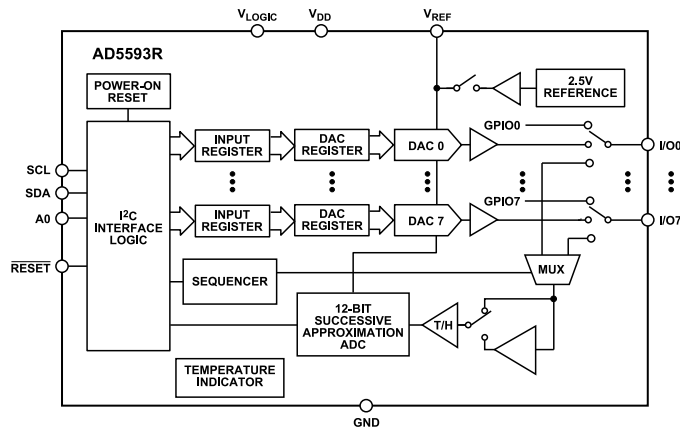 VLOGIC
VDD
VREF
AD5593R
POWER-ON
RESET
2.5V
REFERENCE
GPIO0
INPUT
REGISTER
DAC
REGISTER
DAC 0
I/O0
SCL
SDA
A0
RESET
I2C
INTERFACE
LOGIC
GPIO7
INPUT
REGISTER
DAC
REGISTER
DAC 7
I/O7
SEQUENCER
MUX
12-BIT
SUCCESSIVE
APPROXIMATION
ADC
T/H
TEMPERATURE
INDICATOR
GND